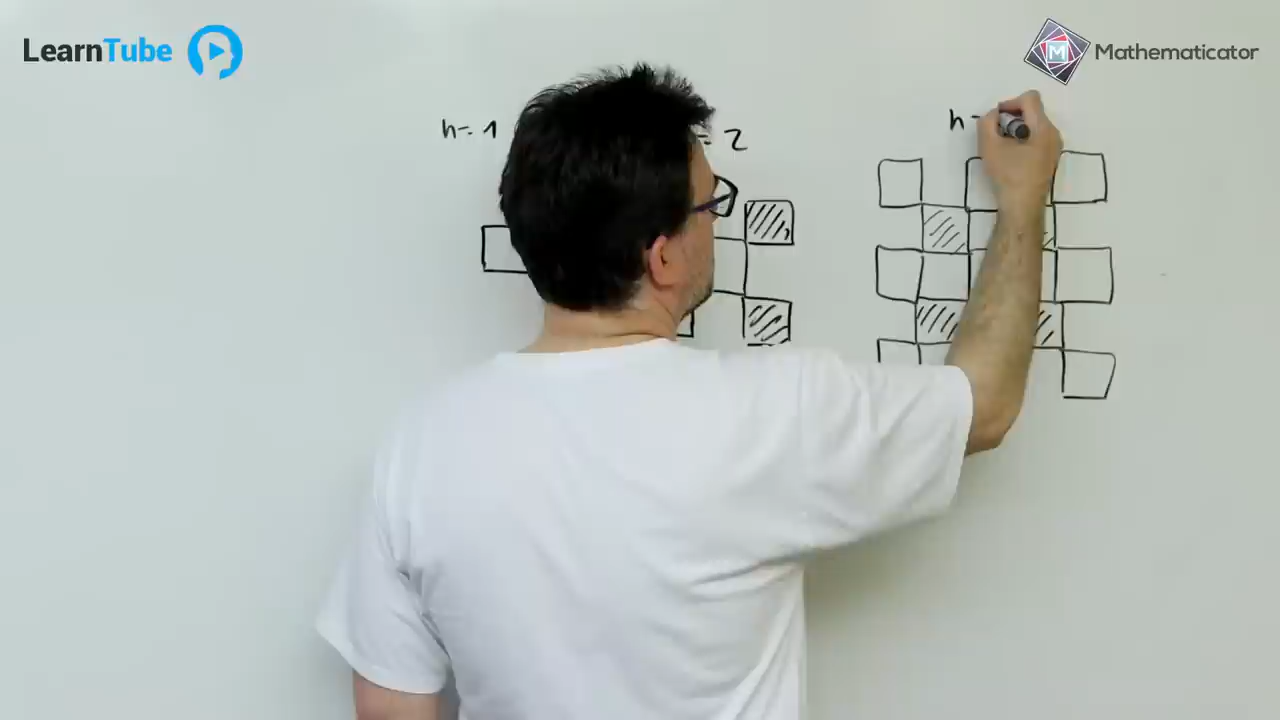 LearnTube
Mathematicator
n=1
= 2
n=